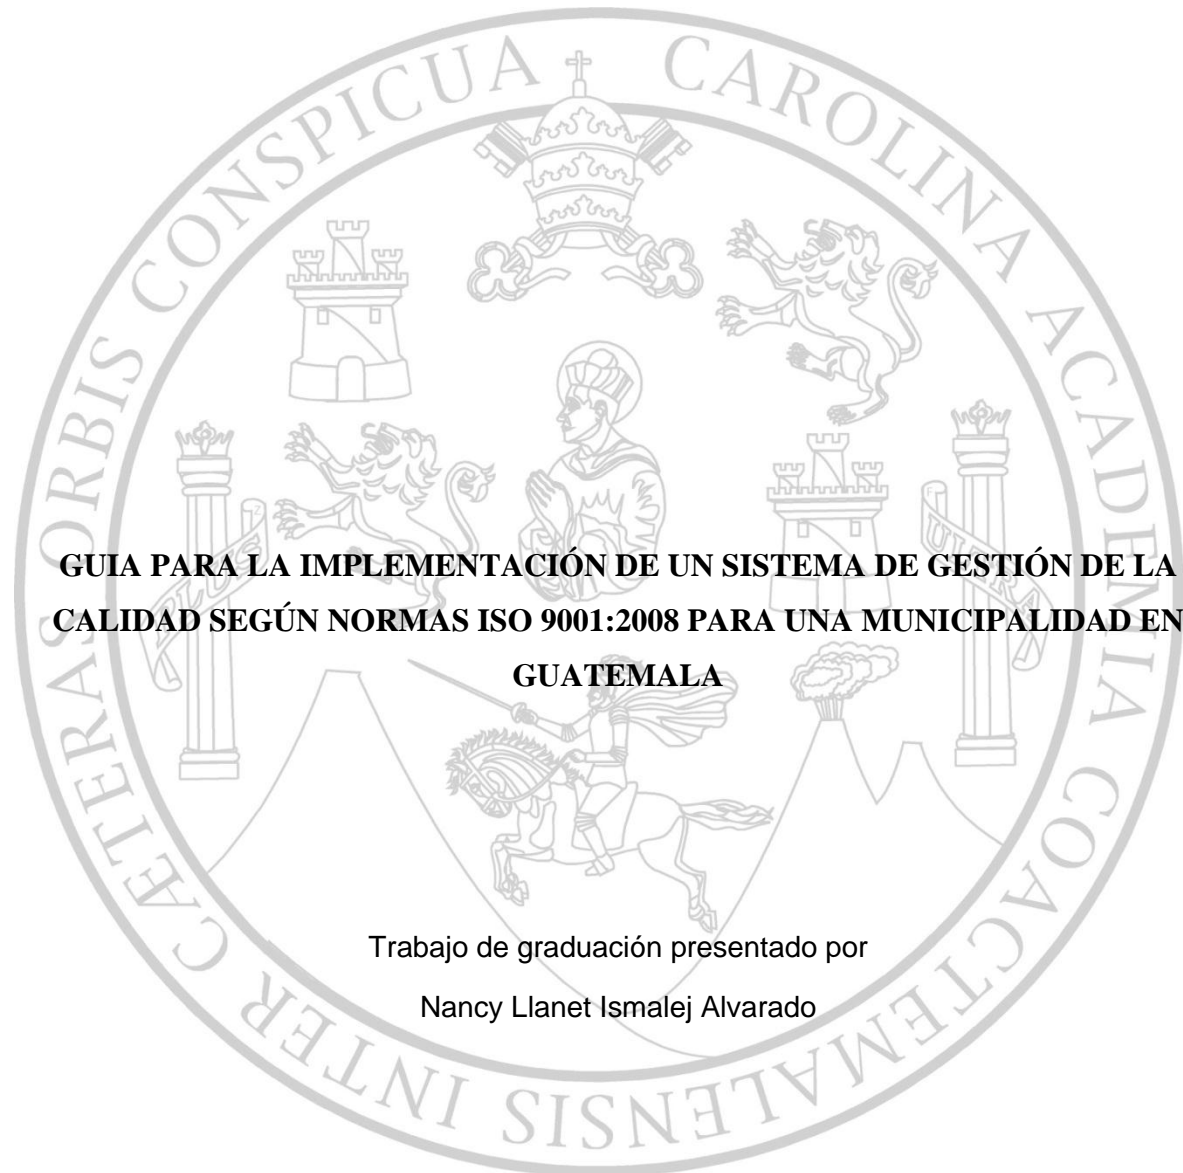 CAROLINA ACADEMIA COACTEMALENSIS INTER CÆTERAS ORBIS CONSPICUA
GUIA PARA LA IMPLEMENTACIÓN DE UN SISTEMA DE GESTIÓN DE LA
CALIDAD SEGÚN NORMAS ISO 9001:2008 PARA UNA MUNICIPALIDAD EN
GUATEMALA
Trabajo de graduación presentado por
Nancy Llanet Ismalej Alvarado